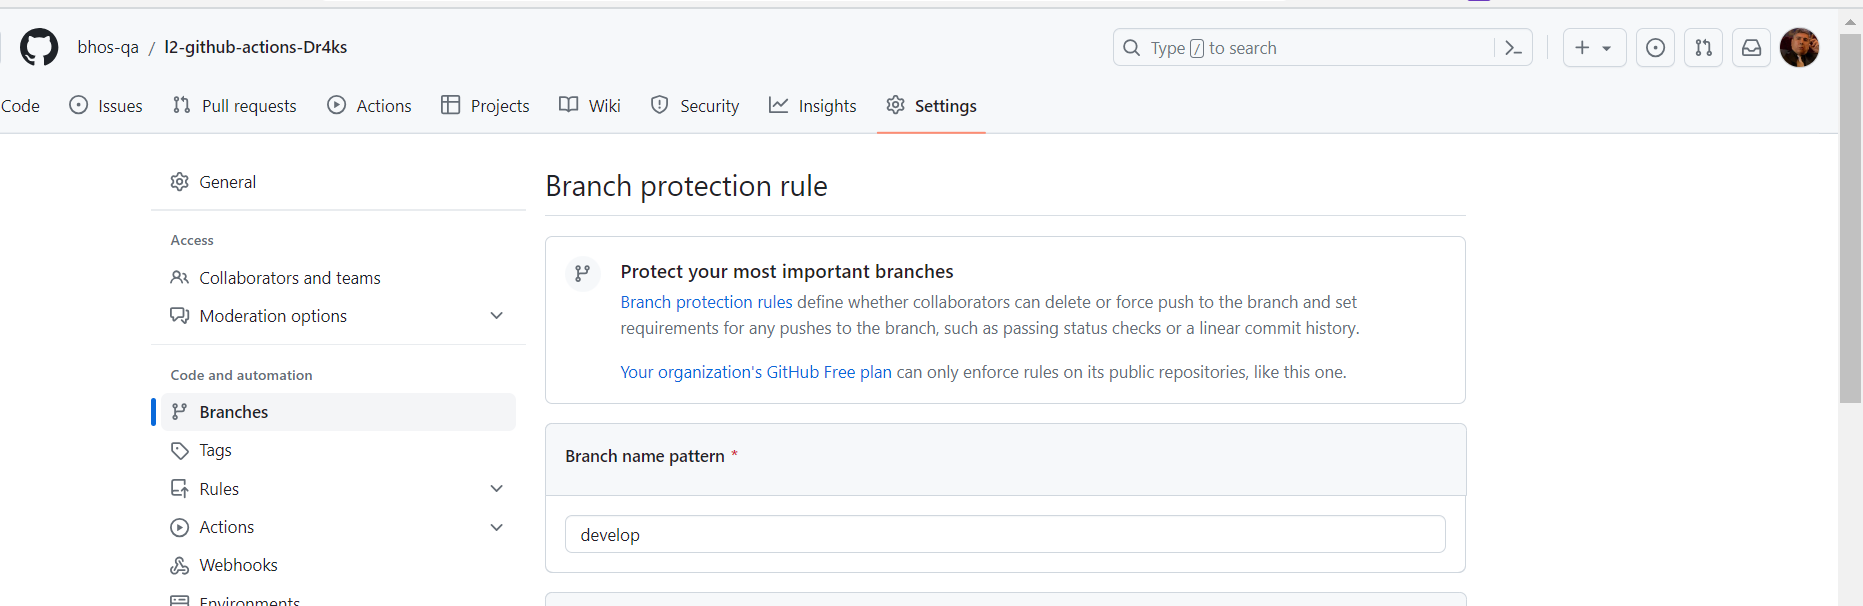 bhos-qa / l2-github-actions-Dr4ks
Type / to search
Code Issues Pull requests Actions Projects Wiki Security Insights Settings
General
Access
Collaborators and teams
Moderation options
Code and automation
Branches
Tags
Rules
Actions
Webhooks
Environments
Branch protection rule
Protect your most important branches
Branch protection rules define whether collaborators can delete or force push to the branch and set
requirements for any pushes to the branch, such as passing status checks or a linear commit history.
Your organization's GitHub Free plan can only enforce rules on its public repositories, like this one.
Branch name pattern *
develop